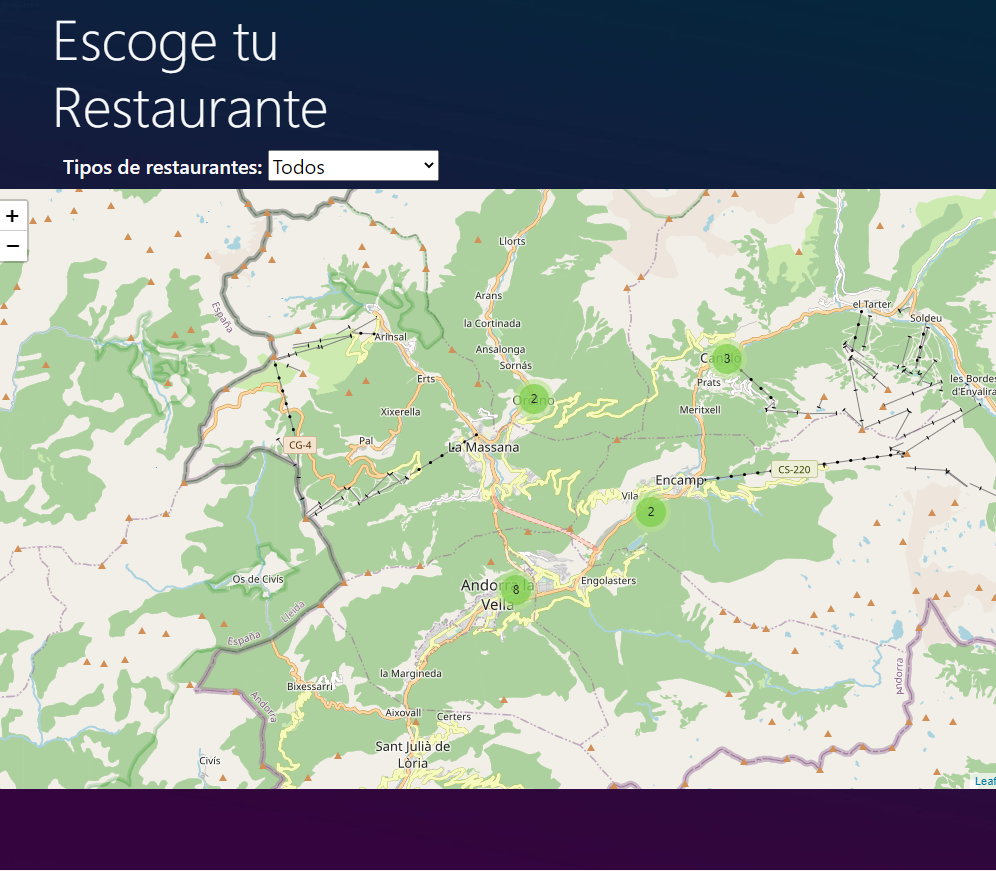 Escoge tu
Restaurante
Tipos de restaurantes: Todos
+
−
Llorts
España
Arans
el Tarter
Soldeu
la Cortinada
Arinsal
Ansalonga
Sornás
3
Erts
Prats
les Bordes
d'Envalira
2
Xixerella
Meritxell
Pal
CG-4
la Massana
CS-220
Encamp
Vila
2
Os de Civís
Engolasters
Andorra la
Vella
8
Lleida
España
la Margineda
Andorra
Bixessarri
Andorra
Aixovall
Certers
Sant Julià de
Lòria
Civís
Leaf